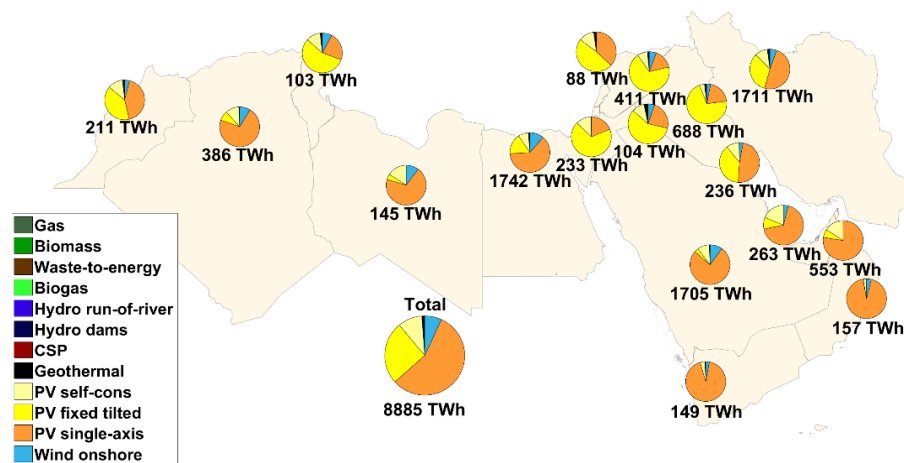 103 TWh
88 TWh
411 TWh
1711 TWh
211 TWh
386 TWh
688 TWh
104 TWh
233 TWh
1742 TWh
236 TWh
145 TWh
263 TWh
553 TWh
1705 TWh
157 TWh
149 TWh
Total
8885 TWh
Gas
Biomass
Waste-to-energy
Biogas
Hydro run-of-river
Hydro dams
CSP
Geothermal
PV self-cons
PV fixed tilted
PV single-axis
Wind onshore